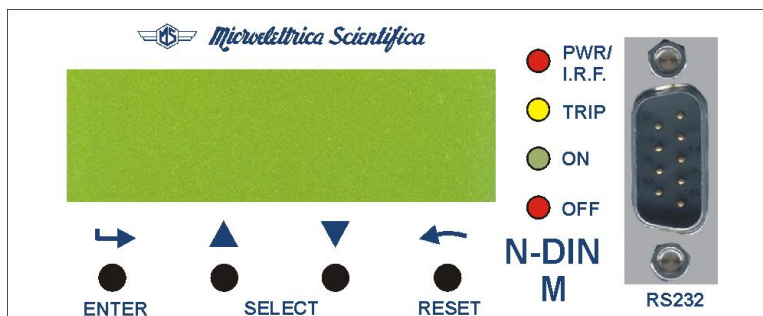 MS Microelettrica Scientifica
PWR/
I.R.F.
TRIP
ON
OFF
ENTER
SELECT
RESET
N-DIN
M
RS232